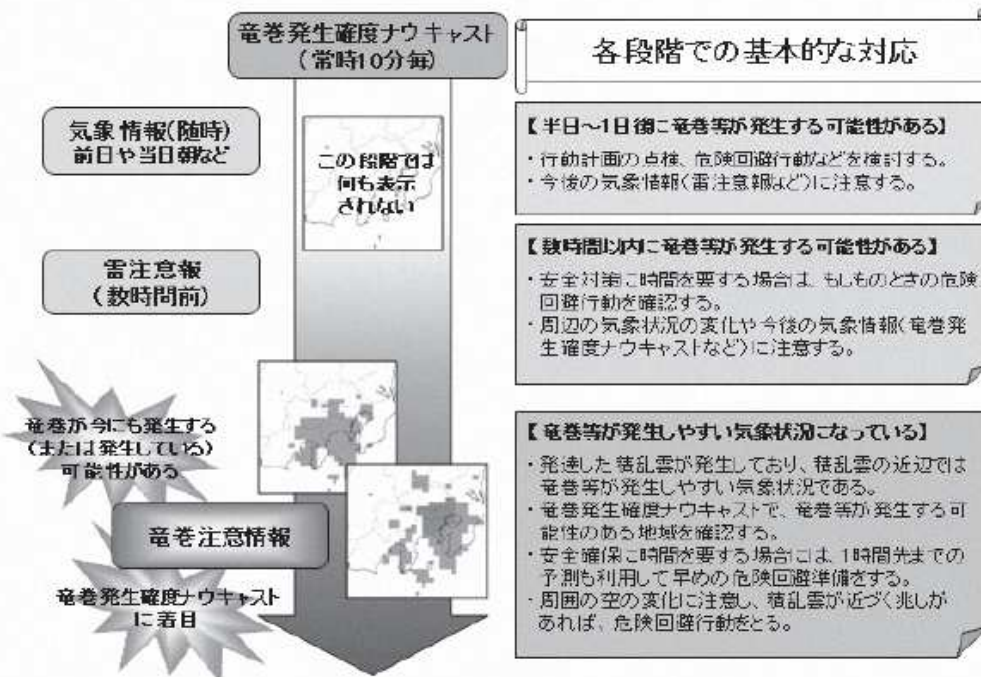 竜巻発生確度ナウキャスト
(常時10分毎)
各段階での基本的な対応
気象情報(随時)
前日や当日朝など
この段階では
何も表示
されない
【半日～1日後に竜巻等が発生する可能性がある】
・行動計画の点検、危険回避行動などを検討する。
・今後の気象情報(雷注意報など)に注意する。
雷注意報
(数時間前)
【数時間以内に竜巻等が発生する可能性がある】
・安全対策に時間を要する場合は、もしものときの危険
回避行動を確認する。
・周辺の気象状況の変化や今後の気象情報(竜巻発
生確度ナウキャストなど)に注意する。
竜巻が今にも発生する
(または発生している)
可能性がある
竜巻注意情報
竜巻発生確度ナウキャスト
に着目
【竜巻等が発生しやすい気象状況になっている】
・発達した積乱雲が発生しており、積乱雲の近辺では
竜巻等が発生しやすい気象状況である。
・竜巻発生確度ナウキャストで、竜巻等が発生する可
能性のある地域を確認する。
・安全確保に時間を要する場合には、1時間先までの
予測も利用して早めの危険回避準備をする。
・周囲の空の変化に注意し、積乱雲が近づく兆しが
あれば、危険回避行動をとる。